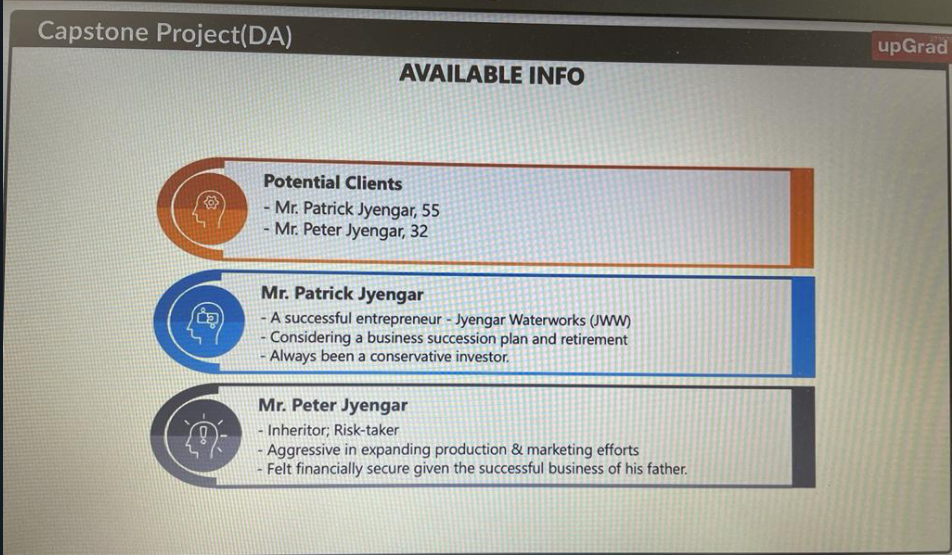 Capstone Project(DA)
upGrad
AVAILABLE INFO
Potential Clients
- Mr. Patrick Jyengar, 55
- Mr. Peter Jyengar, 32
Mr. Patrick Jyengar
- A successful entrepreneur - Jyengar Waterworks (JWW)
- Considering a business succession plan and retirement
- Always been a conservative investor.
Mr. Peter Jyengar
- Inheritor; Risk-taker
- Aggressive in expanding production & marketing efforts
- Felt financially secure given the successful business of his father.